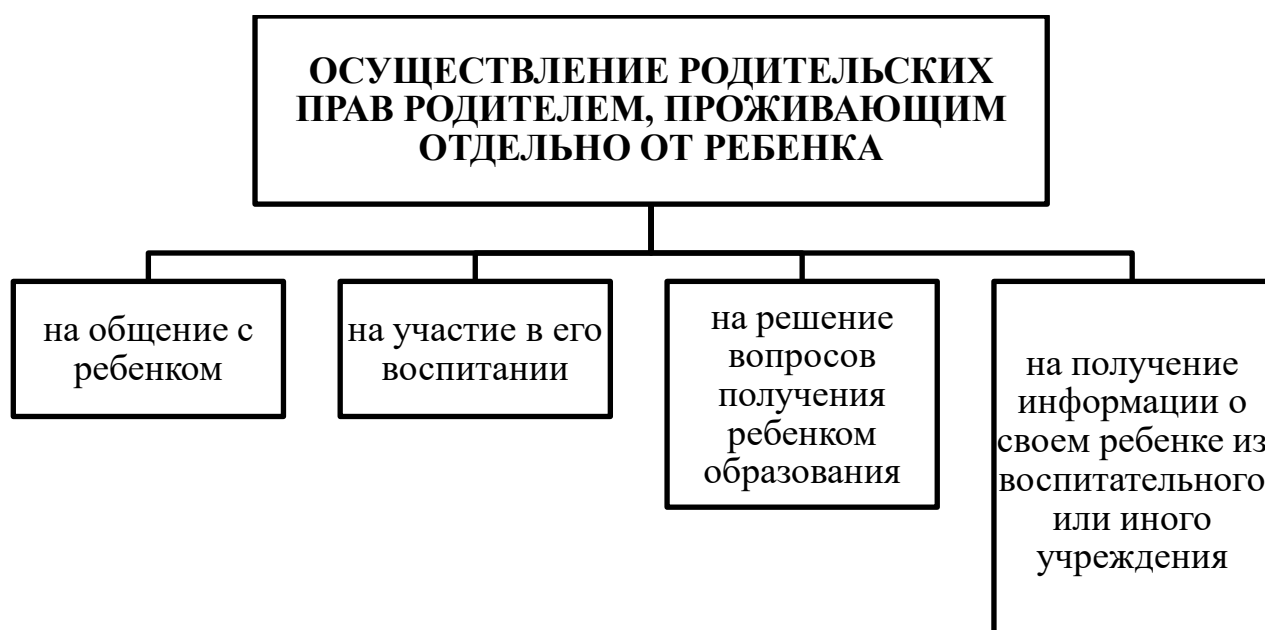 ОСУЩЕСТВЛЕНИЕ РОДИТЕЛЬСКИХ
ПРАВ РОДИТЕЛЕМ, ПРОЖИВАЮЩИМ
ОТДЕЛЬНО ОТ РЕБЕНКА
на общение с
ребенком
на участие в его
воспитании
на решение
вопросов
получения
ребенком
образования
на получение
информации о
своем ребенке из
воспитательного
или иного
учреждения